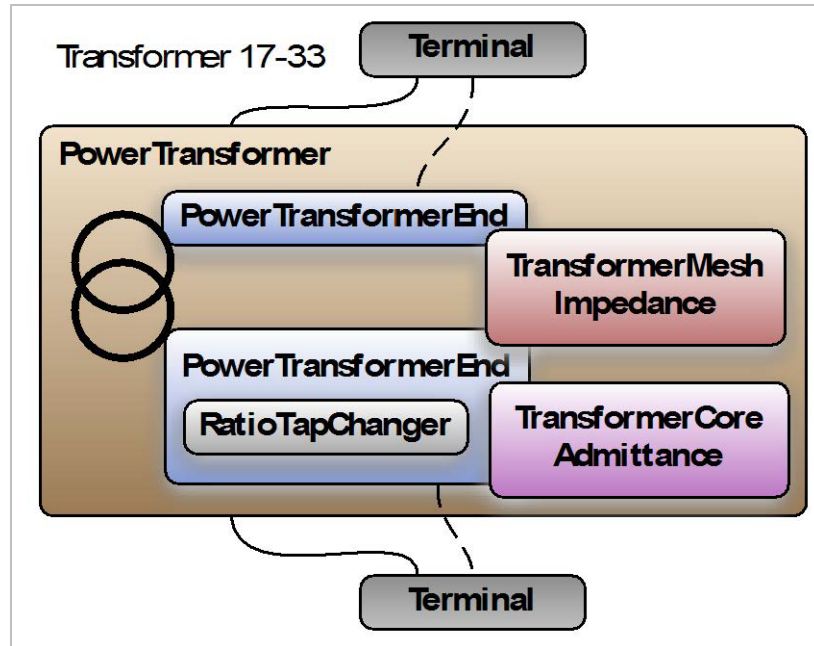 Transformer 17-33
Terminal
PowerTransformer
PowerTransformerEnd
TransformerMesh
Impedance
PowerTransformerEnd
RatioTapChanger
TransformerCore
Admittance
Terminal